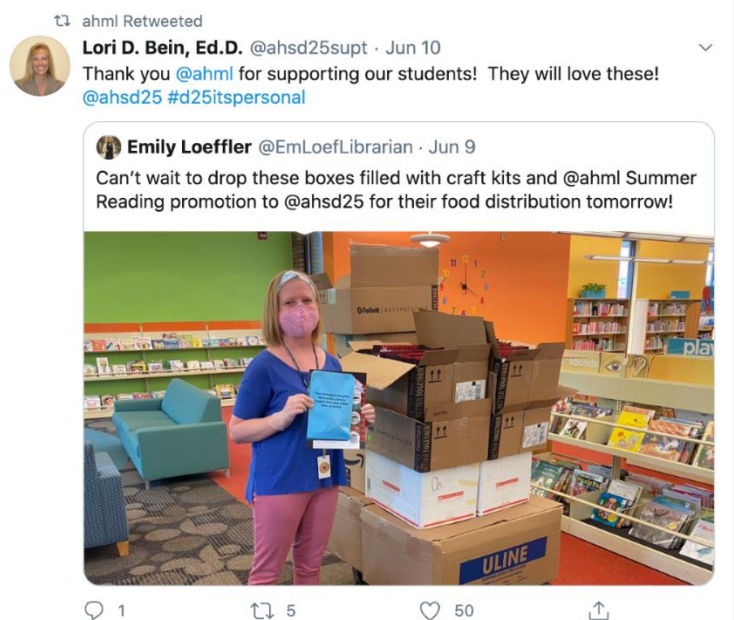 ahml Retweeted
Lori D. Bein, Ed.D. @ahsd25supt · Jun 10
Thank you @ahml for supporting our students! They will love these!
@ahsd25 #d25itspersonal
Emily Loeffler @EmLoefLibrarian · Jun 9
Can't wait to drop these boxes filled with craft kits and @ahml Summer
Reading promotion to @ahsd25 for their food distribution tomorrow!
Follett
sounds
play
ULINE
1
5
50